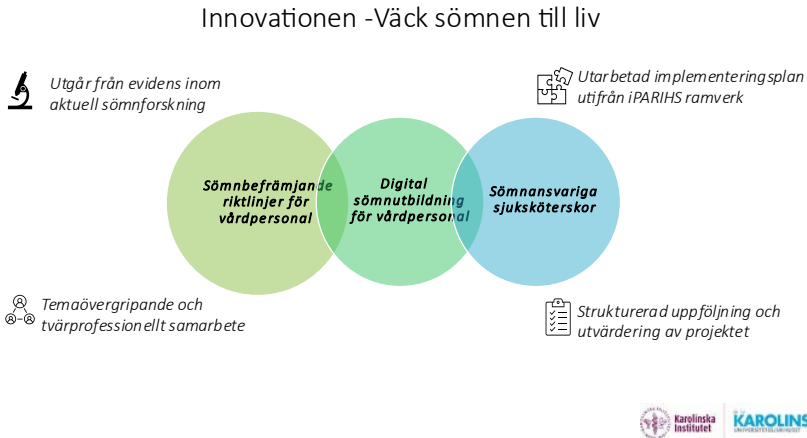 Innovationen -Väck sömnen till liv
Utgår från evidens inom
aktuell sömnforskning
Utarbetad implementeringsplan
utifrån iPARIHS ramverk
Sömnbefrämjande
riktlinjer för
vårdpersonal
Digital
sömnutbildning
för vårdpersonal
Sömnansvariga
sjuksköterskor
Temaövergripande och
tvärprofessionellt samarbete
Strukturerad uppföljning och
utvärdering av projektet
Karolinska
Institutet
KAROLINS